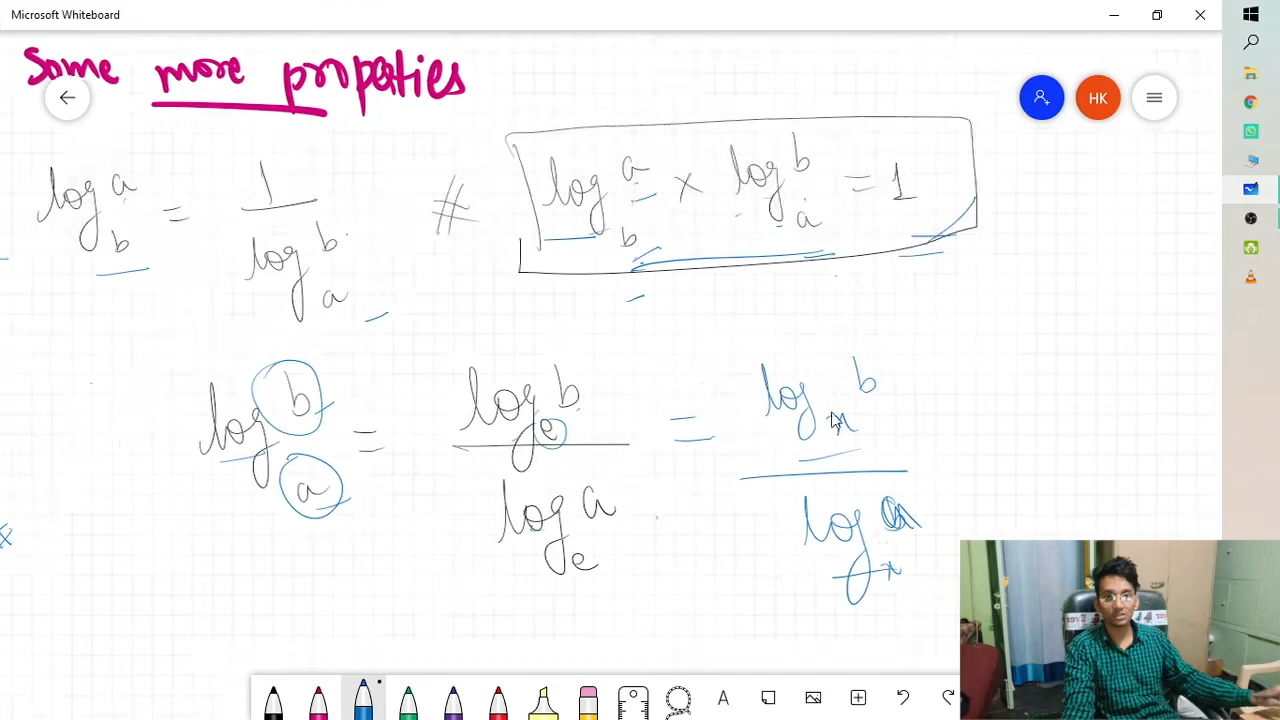 Microsoft Whiteboard
Some more properties
HK
log_b a = 1 / log_a b # log_b a × log_a b = 1
log_a b = log_e b / log_e a = log_x b / log_x a
A